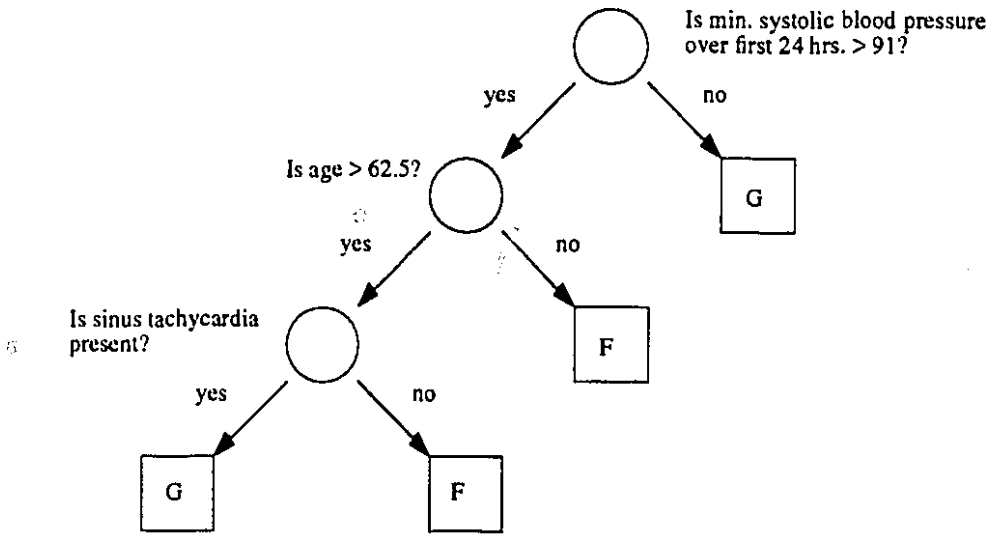 Is min. systolic blood pressure
over first 24 hrs. > 91?
yes
no
Is age > 62.5?
G
yes
no
Is sinus tachycardia
present?
F
yes
no
G
F